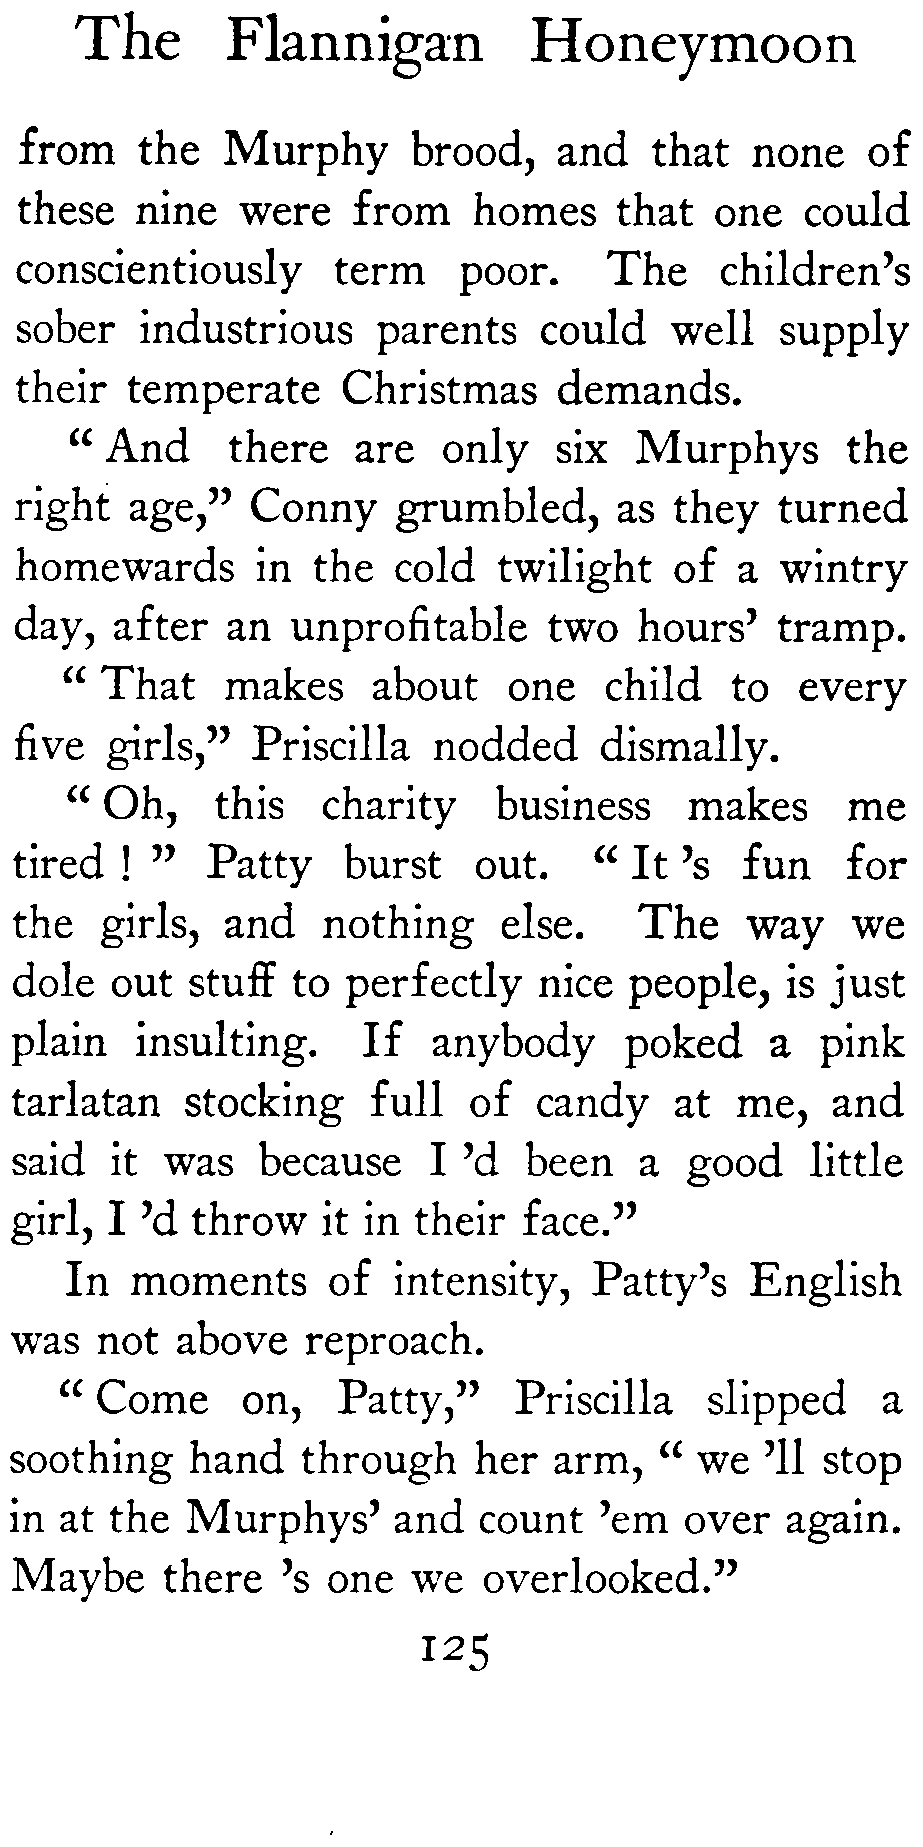 The Flannigan Honeymoon
from the Murphy brood, and that none of
these nine were from homes that one could
conscientiously term poor. The children's
sober industrious parents could well supply
their temperate Christmas demands.
“ And there are only six Murphys the
right age,” Conny grumbled, as they turned
homewards in the cold twilight of a wintry
day, after an unprofitable two hours’ tramp.
“ That makes about one child to every
five girls,” Priscilla nodded dismally.
“ Oh, this charity business makes me
tired ! ” Patty burst out. “ It ’s fun for
the girls, and nothing else. The way we
dole out stuff to perfectly nice people, is just
plain insulting. If anybody poked a pink
tarlatan stocking full of candy at me, and
said it was because I ’d been a good little
girl, I ’d throw it in their face.”
In moments of intensity, Patty’s English
was not above reproach.
“ Come on, Patty,” Priscilla slipped a
soothing hand through her arm, “ we ’ll stop
in at the Murphys’ and count ’em over again.
Maybe there ’s one we overlooked.”
125